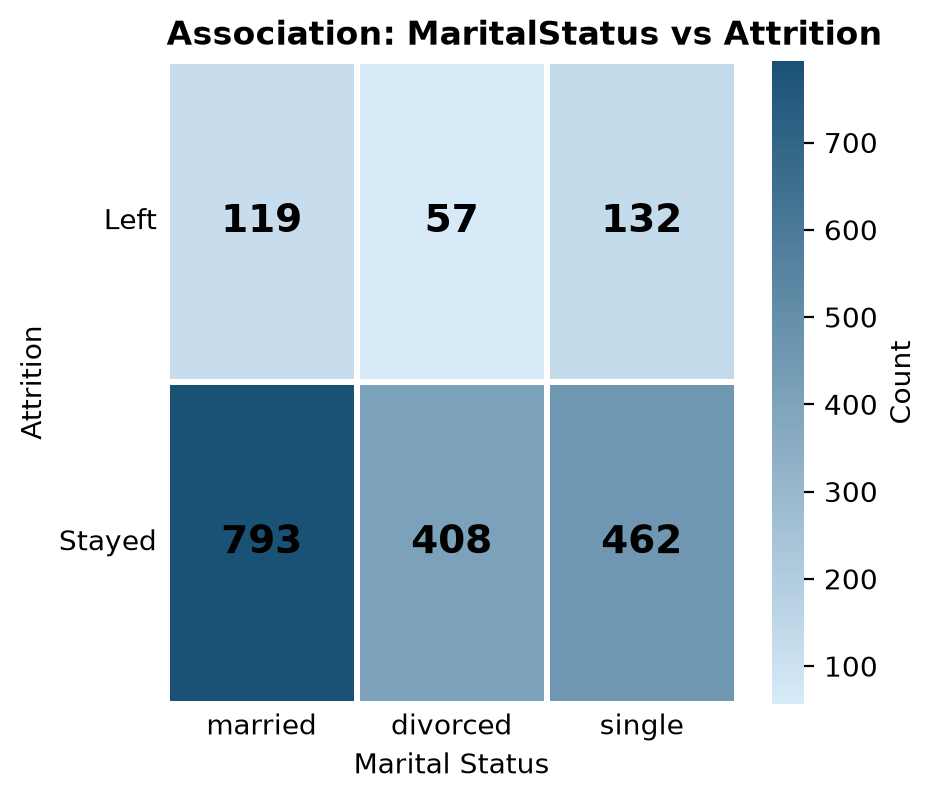 Association: MaritalStatus vs Attrition
Left
119
57
132
Stayed
793
408
462
married
divorced
single
Marital Status
Attrition
700
600
500
400
300
200
100
Count